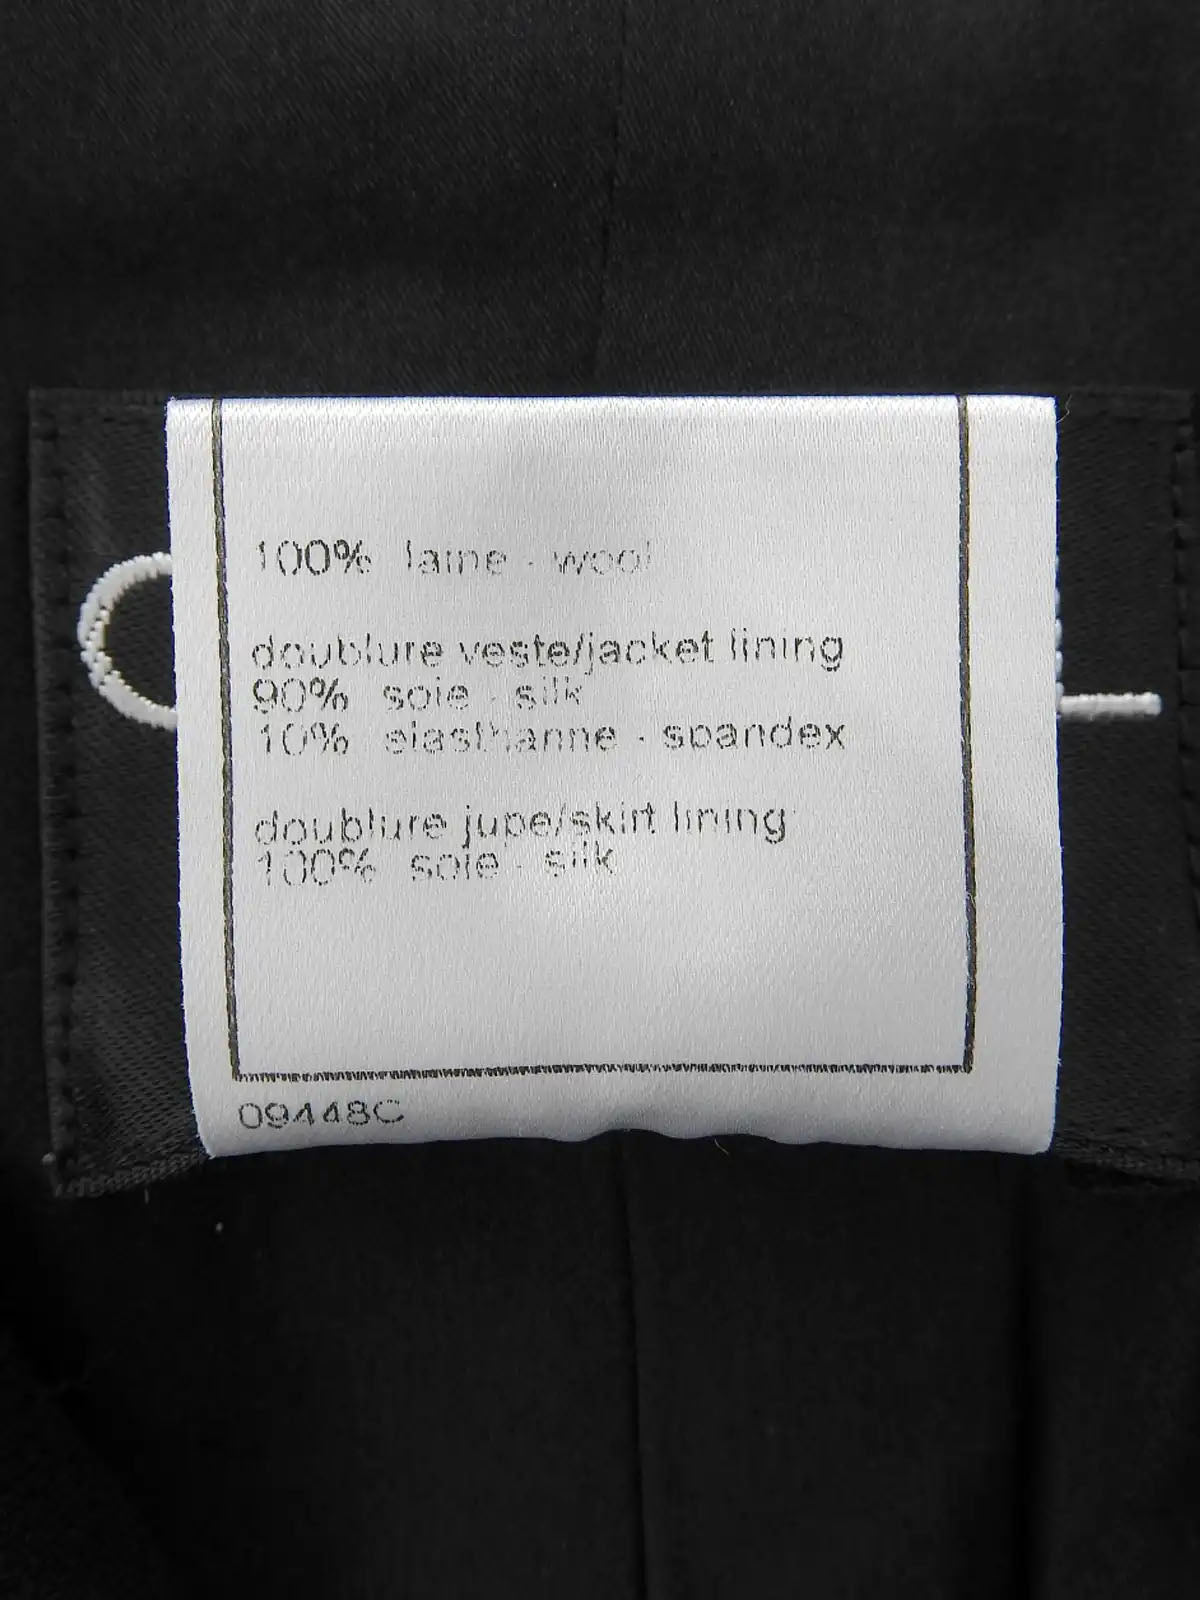 100% laine - wool
doublure veste/jacket lining
90% soie - silk
10% elasthanne - spandex
doublure jupe/skirt lining
100% soie - silk
09448C